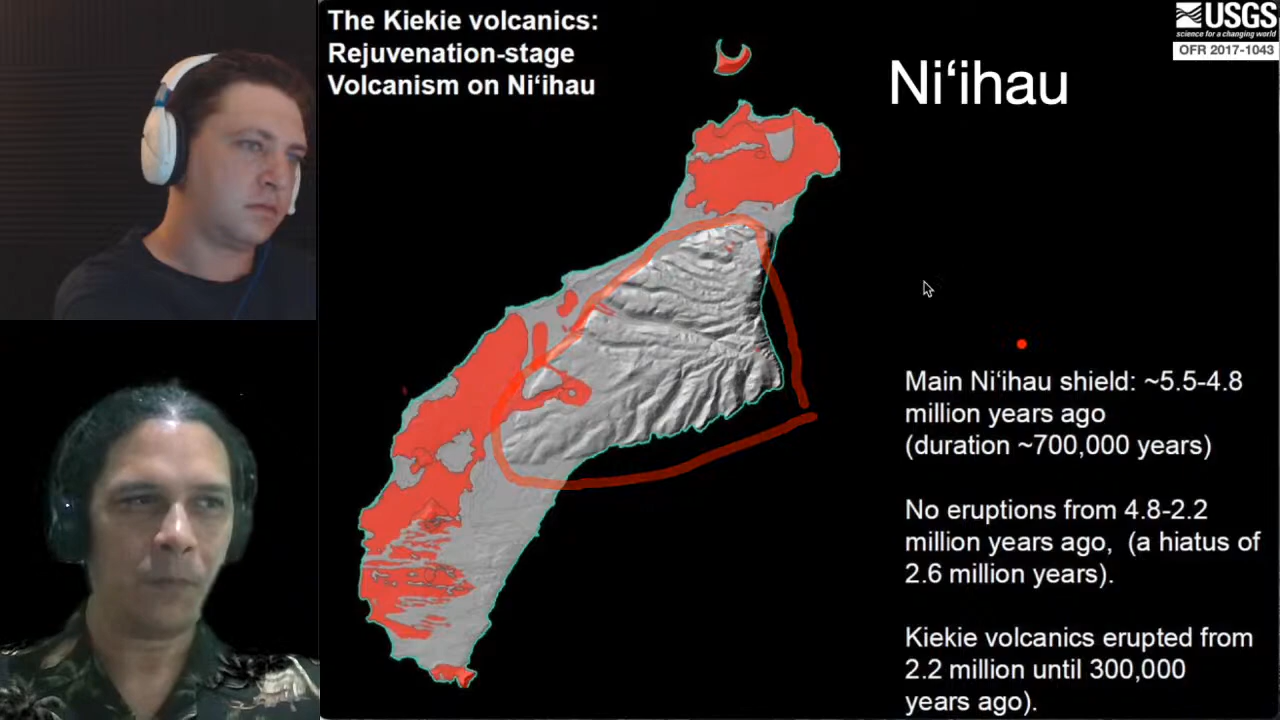 The Kiekie volcanics:
Rejuvenation-stage
Volcanism on Niʻihau
USGS
science for a changing world
OFR 2017-1043
Niʻihau
Main Niʻihau shield: ~5.5-4.8
million years ago
(duration ~700,000 years)
No eruptions from 4.8-2.2
million years ago, (a hiatus of
2.6 million years).
Kiekie volcanics erupted from
2.2 million until 300,000
years ago).